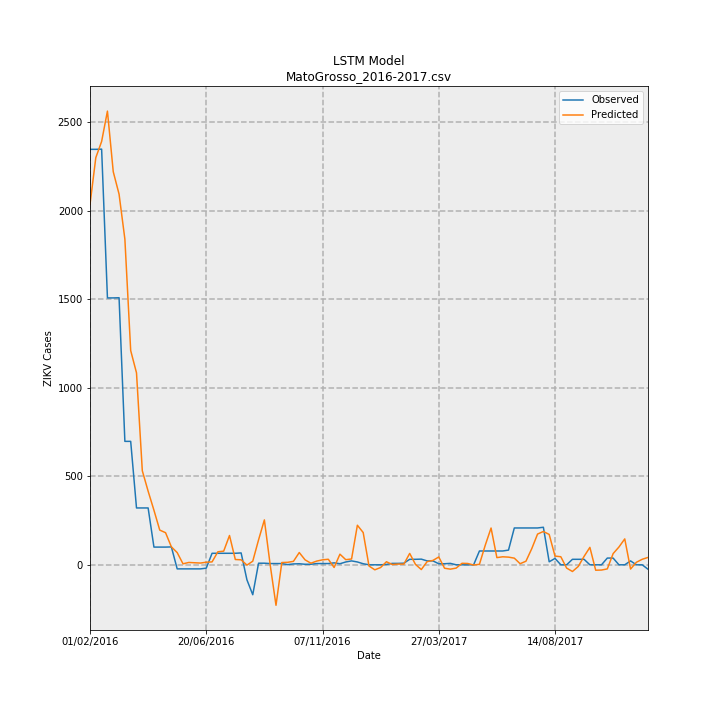 LSTM Model
MatoGrosso_2016-2017.csv
Observed
Predicted
2500
2000
1500
1000
500
0
ZIKV Cases
01/02/2016
20/06/2016
07/11/2016
27/03/2017
14/08/2017
Date